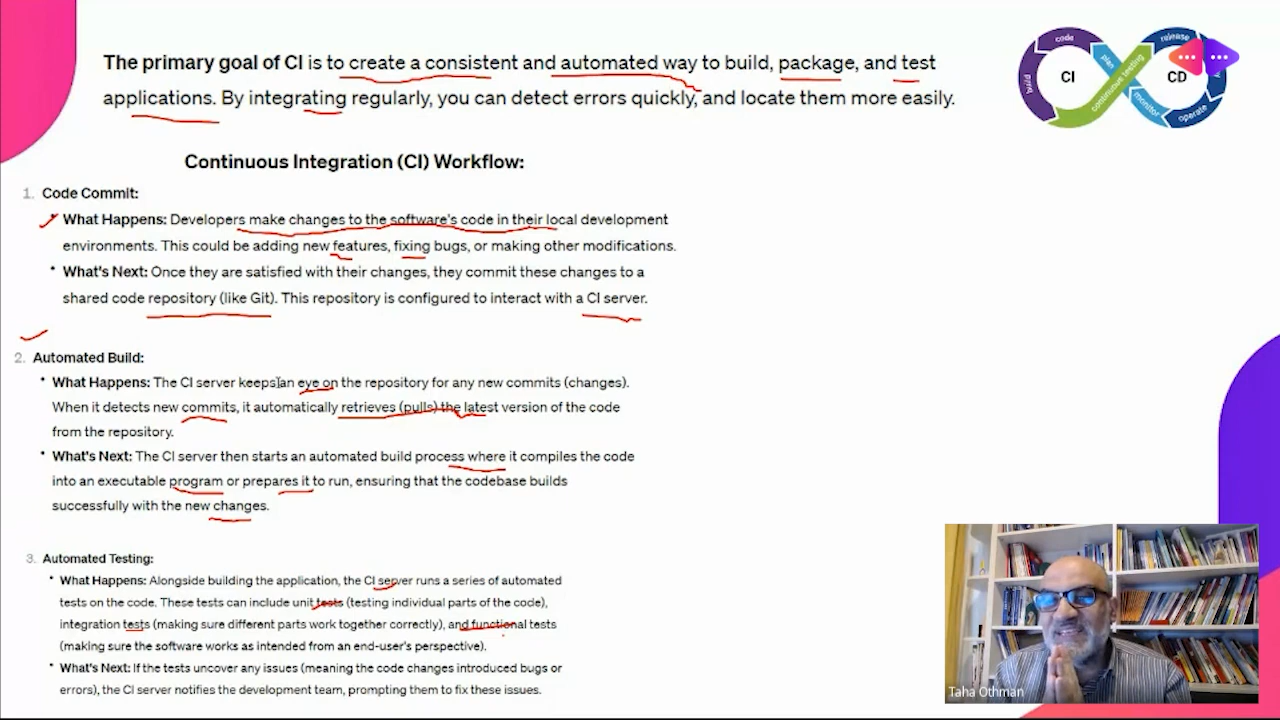 The primary goal of CI is to create a consistent and automated way to build, package, and test
applications. By integrating regularly, you can detect errors quickly, and locate them more easily.
code
build
CI
plan
continuous testing
release
CD
monitor
operate
Continuous Integration (CI) Workflow:
1. Code Commit:
What Happens: Developers make changes to the software's code in their local development
environments. This could be adding new features, fixing bugs, or making other modifications.
• What's Next: Once they are satisfied with their changes, they commit these changes to a
shared code repository (like Git). This repository is configured to interact with a CI server.
2. Automated Build:
• What Happens: The CI server keeps an eye on the repository for any new commits (changes).
When it detects new commits, it automatically retrieves (pulls) the latest version of the code
from the repository.
• What's Next: The CI server then starts an automated build process where it compiles the code
into an executable program or prepares it to run, ensuring that the codebase builds
successfully with the new changes.
3. Automated Testing:
• What Happens: Alongside building the application, the CI server runs a series of automated
tests on the code. These tests can include unit tests (testing individual parts of the code),
integration tests (making sure different parts work together correctly), and functional tests
(making sure the software works as intended from an end-user's perspective).
• What's Next: If the tests uncover any issues (meaning the code changes introduced bugs or
errors), the CI server notifies the development team, prompting them to fix these issues.
Taha Othman